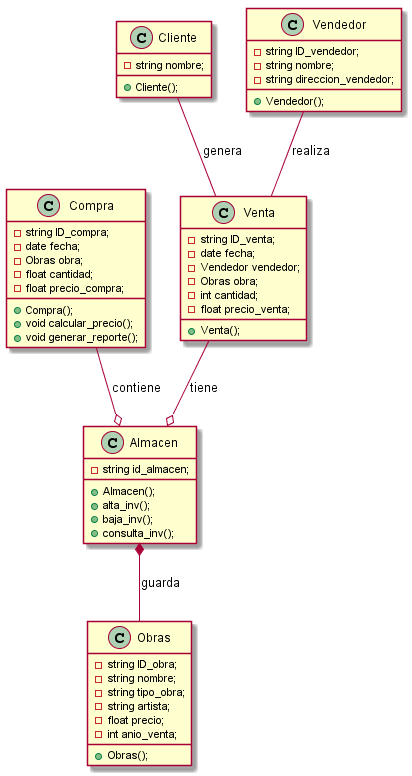 C Cliente
string nombre;
Cliente();
C Vendedor
string ID_vendedor;
string nombre;
string direccion_vendedor;
Vendedor();
genera
realiza
C Compra
string ID_compra;
date fecha;
Obras obra;
float cantidad;
float precio_compra;
Compra();
void calcular_precio();
void generar_reporte();
C Venta
string ID_venta;
date fecha;
Vendedor vendedor;
Obras obra;
int cantidad;
float precio_venta;
Venta();
contiene
tiene
C Almacen
string id_almacen;
Almacen();
alta_inv();
baja_inv();
consulta_inv();
guarda
C Obras
string ID_obra;
string nombre;
string tipo_obra;
string artista;
float precio;
int anio_venta;
Obras();